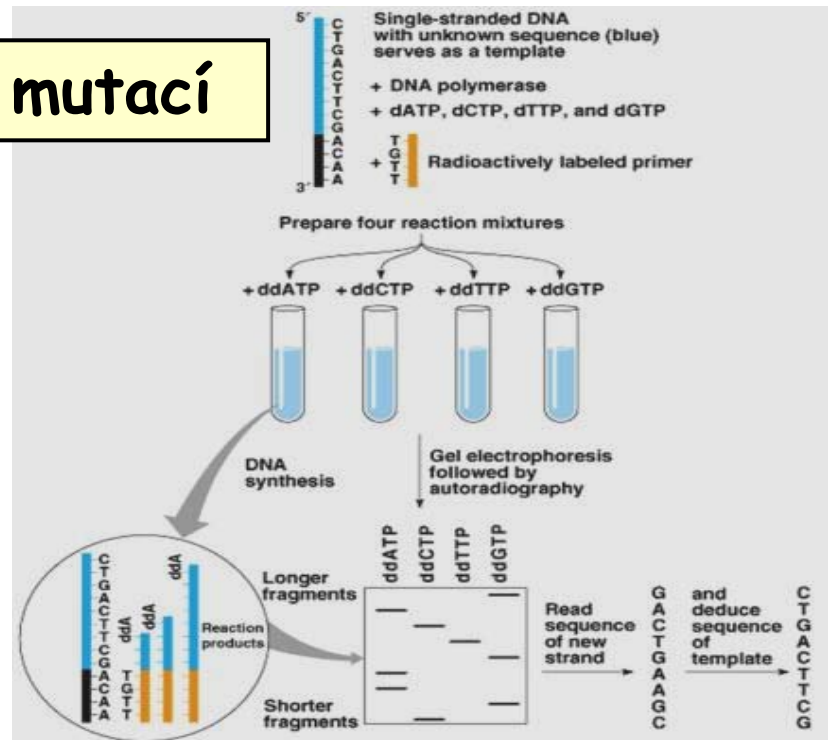 mutací
5´
C
T
G
A
C
T
T
C
G
A
C
A
A
3´
Single-stranded DNA
with unknown sequence (blue)
serves as a template
+ DNA polymerase
+ dATP, dCTP, dTTP, and dGTP
+
T
G
T
T
Radioactively labeled primer
Prepare four reaction mixtures
+ddATP +ddCTP +ddTTP +ddGTP
DNA
synthesis
Gel electrophoresis
followed by
autoradiography
C
T
G
A
C
T
T
C
G
A
C
A
A
T
G
T
T
ddA
ddA
ddA
Reaction
products
Longer
fragments
Shorter
fragments
ddATP
ddCTP
ddTTP
ddGTP
Read
sequence
of new
strand
G
A
C
T
G
A
A
G
C
and
deduce
sequence
of
template
C
T
G
A
C
T
T
C
G